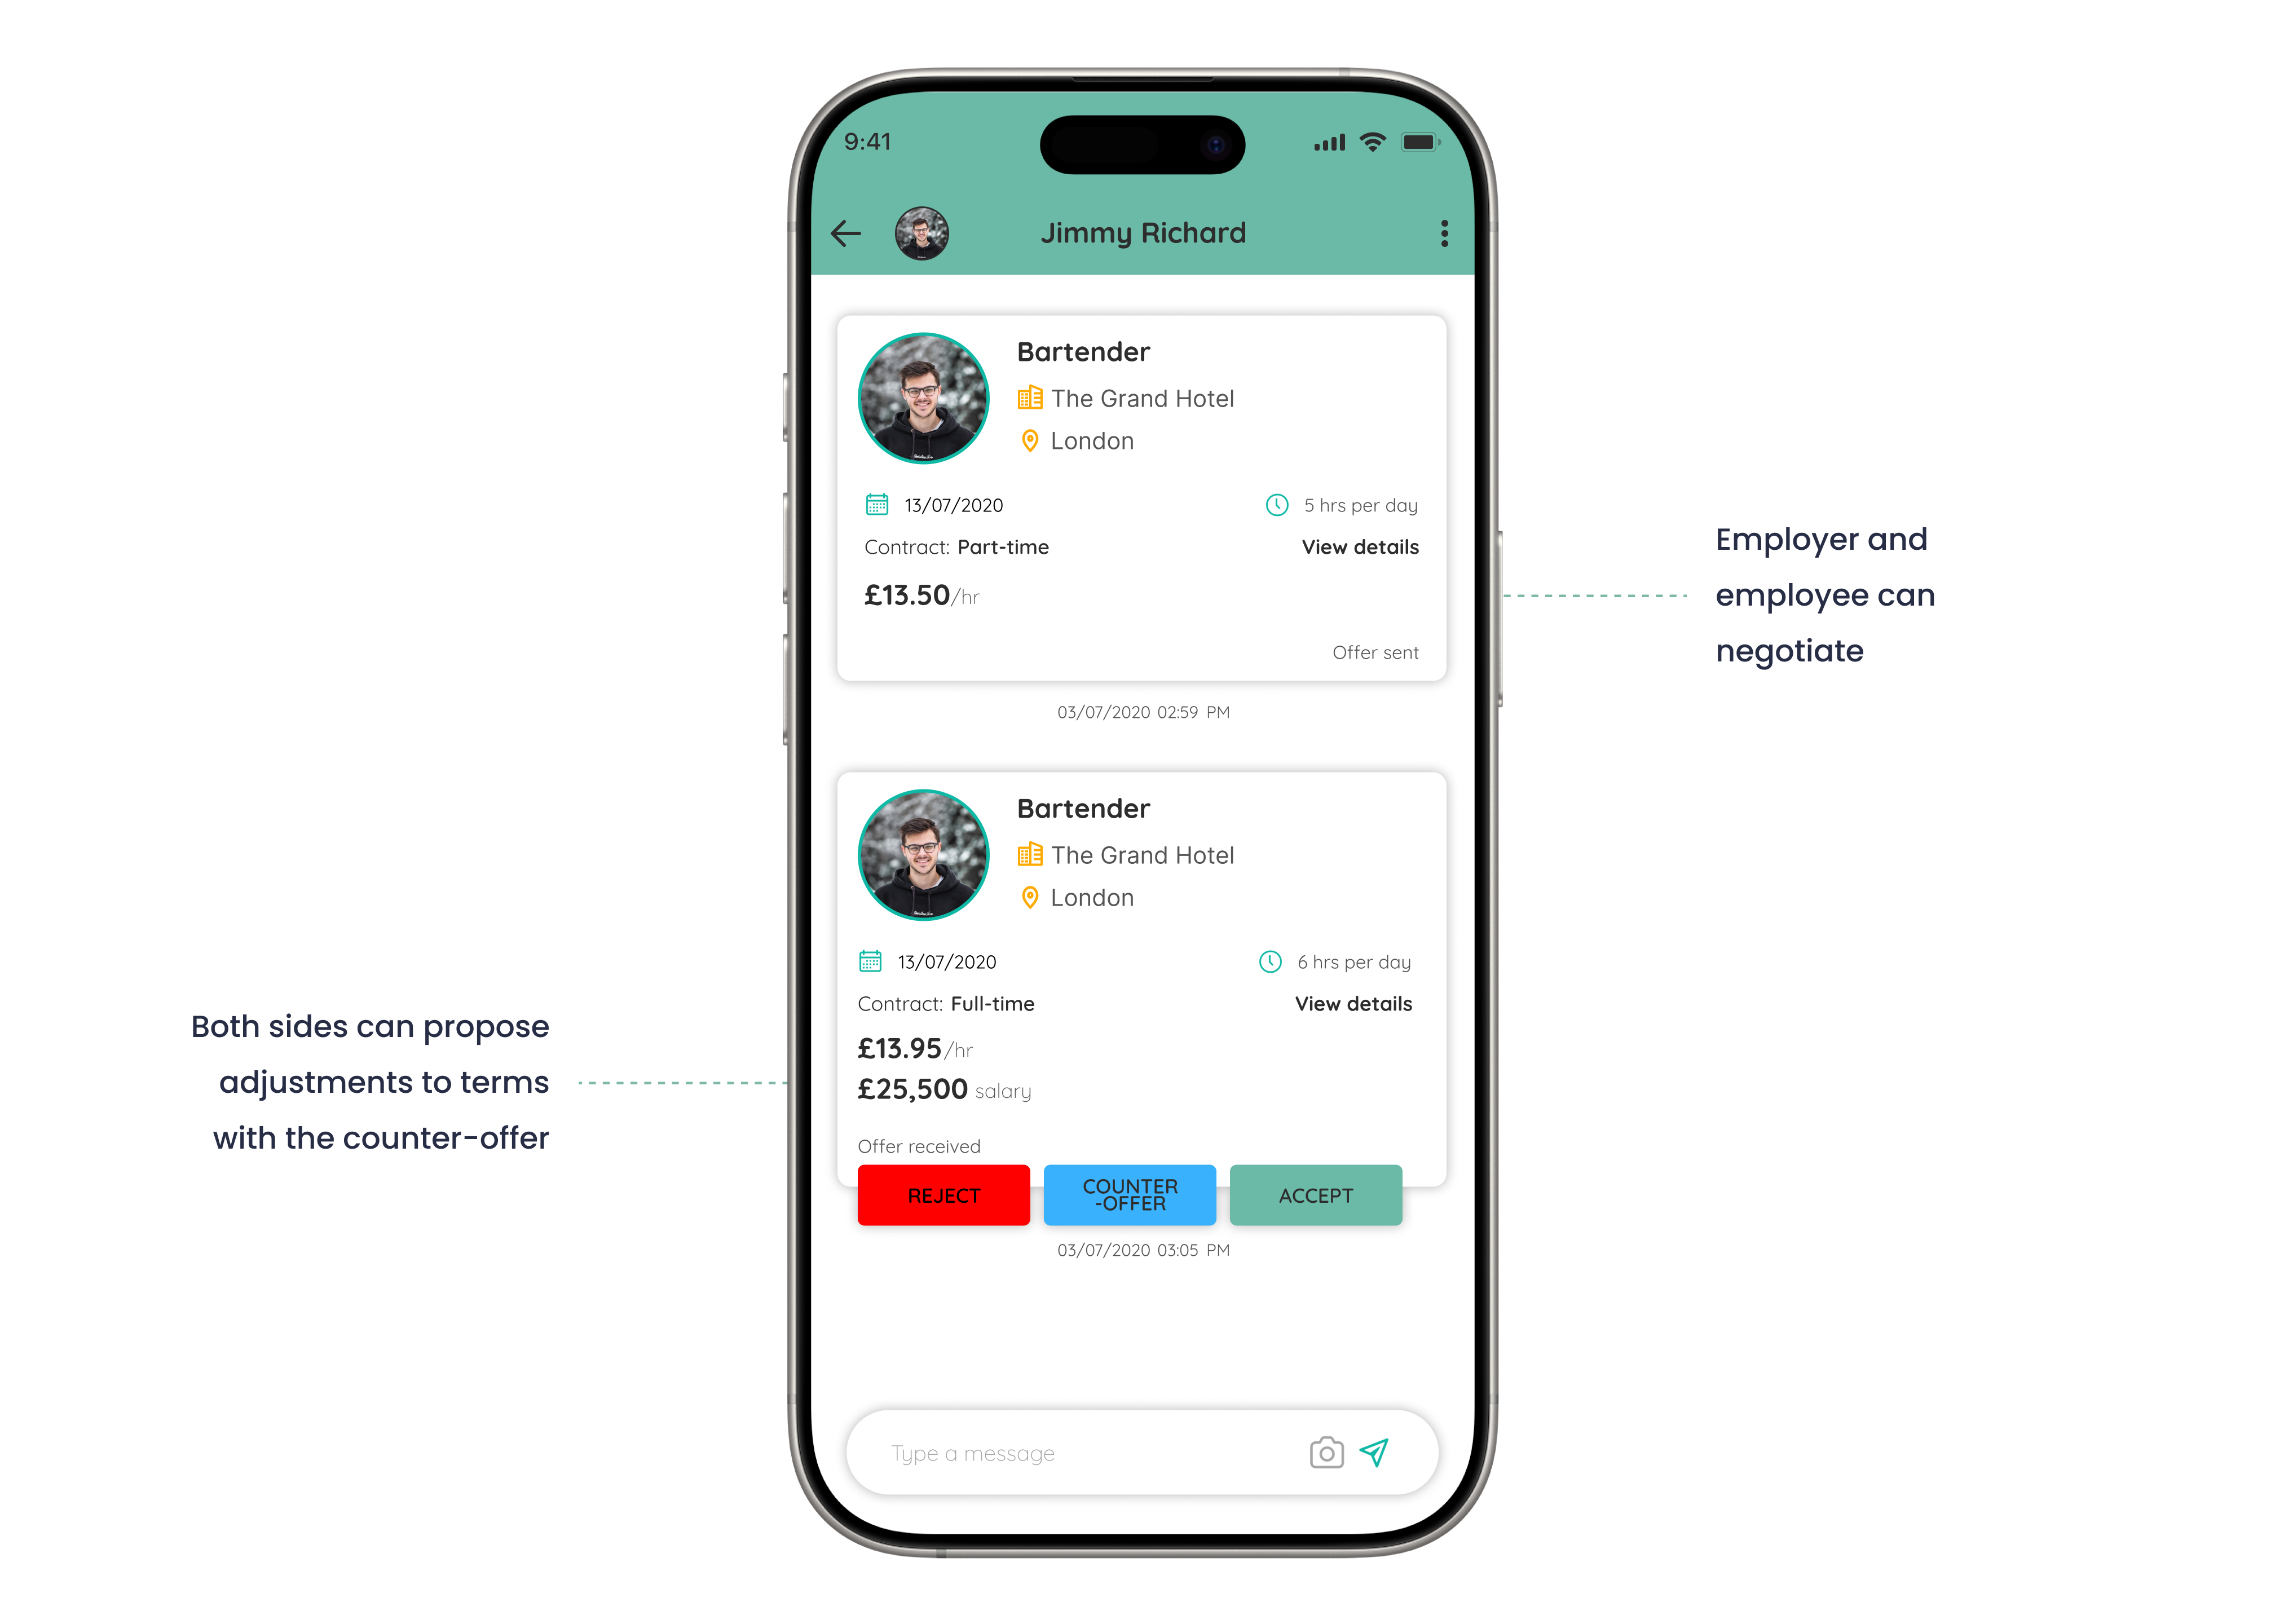 9:41
Jimmy Richard
Bartender
The Grand Hotel
London
13/07/2020
5 hrs per day
Contract: Part-time
View details
£13.50/hr
Offer sent
03/07/2020 02:59 PM
Employer and
employee can
negotiate
Bartender
The Grand Hotel
London
13/07/2020
6 hrs per day
Contract: Full-time
View details
£13.95/hr
£25,500 salary
Offer received
REJECT
COUNTER
-OFFER
ACCEPT
03/07/2020 03:05 PM
Both sides can propose
adjustments to terms
with the counter-offer
Type a message